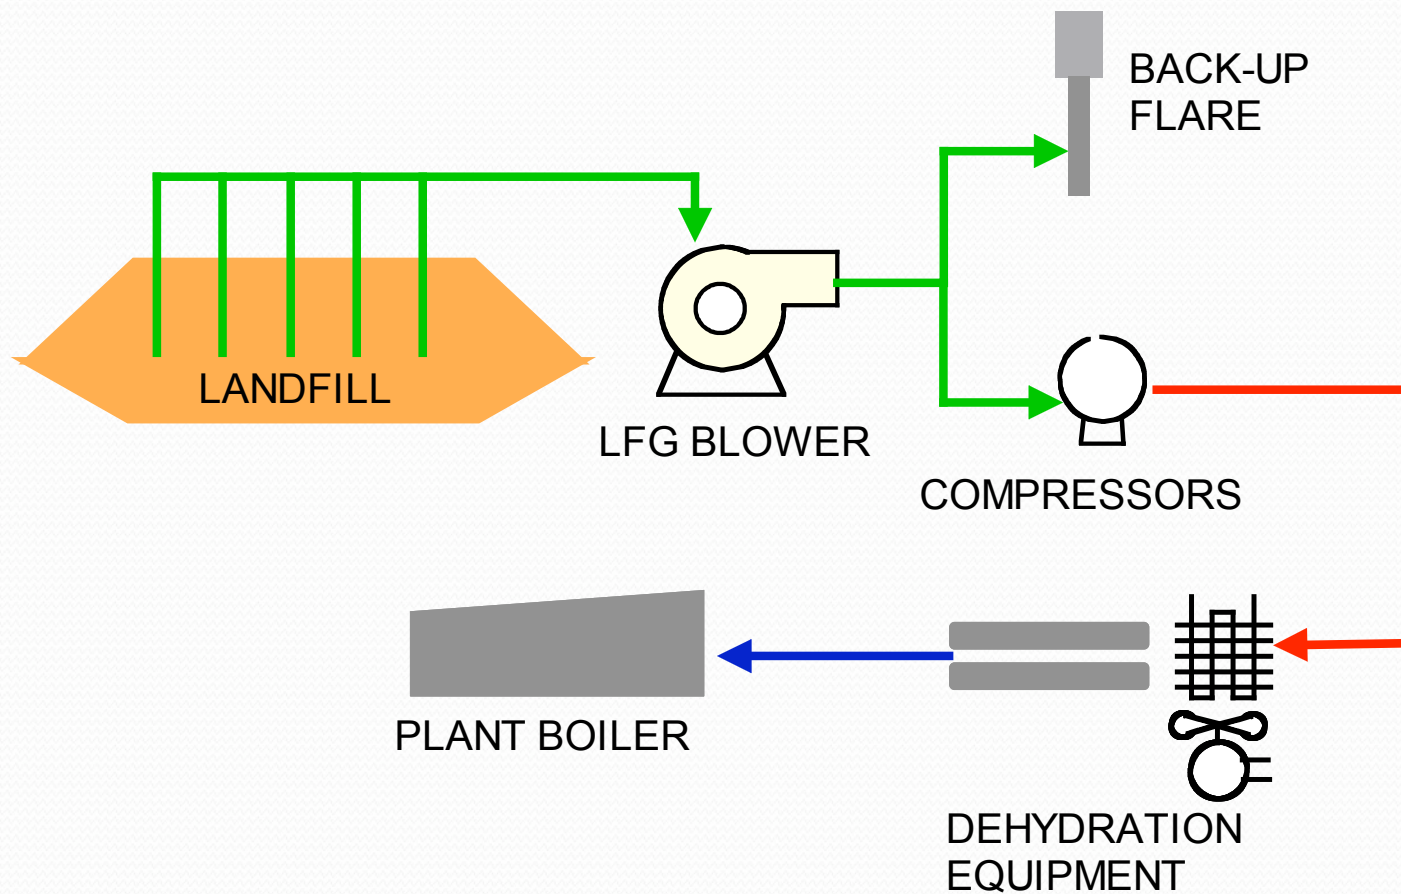 BACK-UP
FLARE
LANDFILL
LFG BLOWER
COMPRESSORS
PLANT BOILER
DEHYDRATION
EQUIPMENT